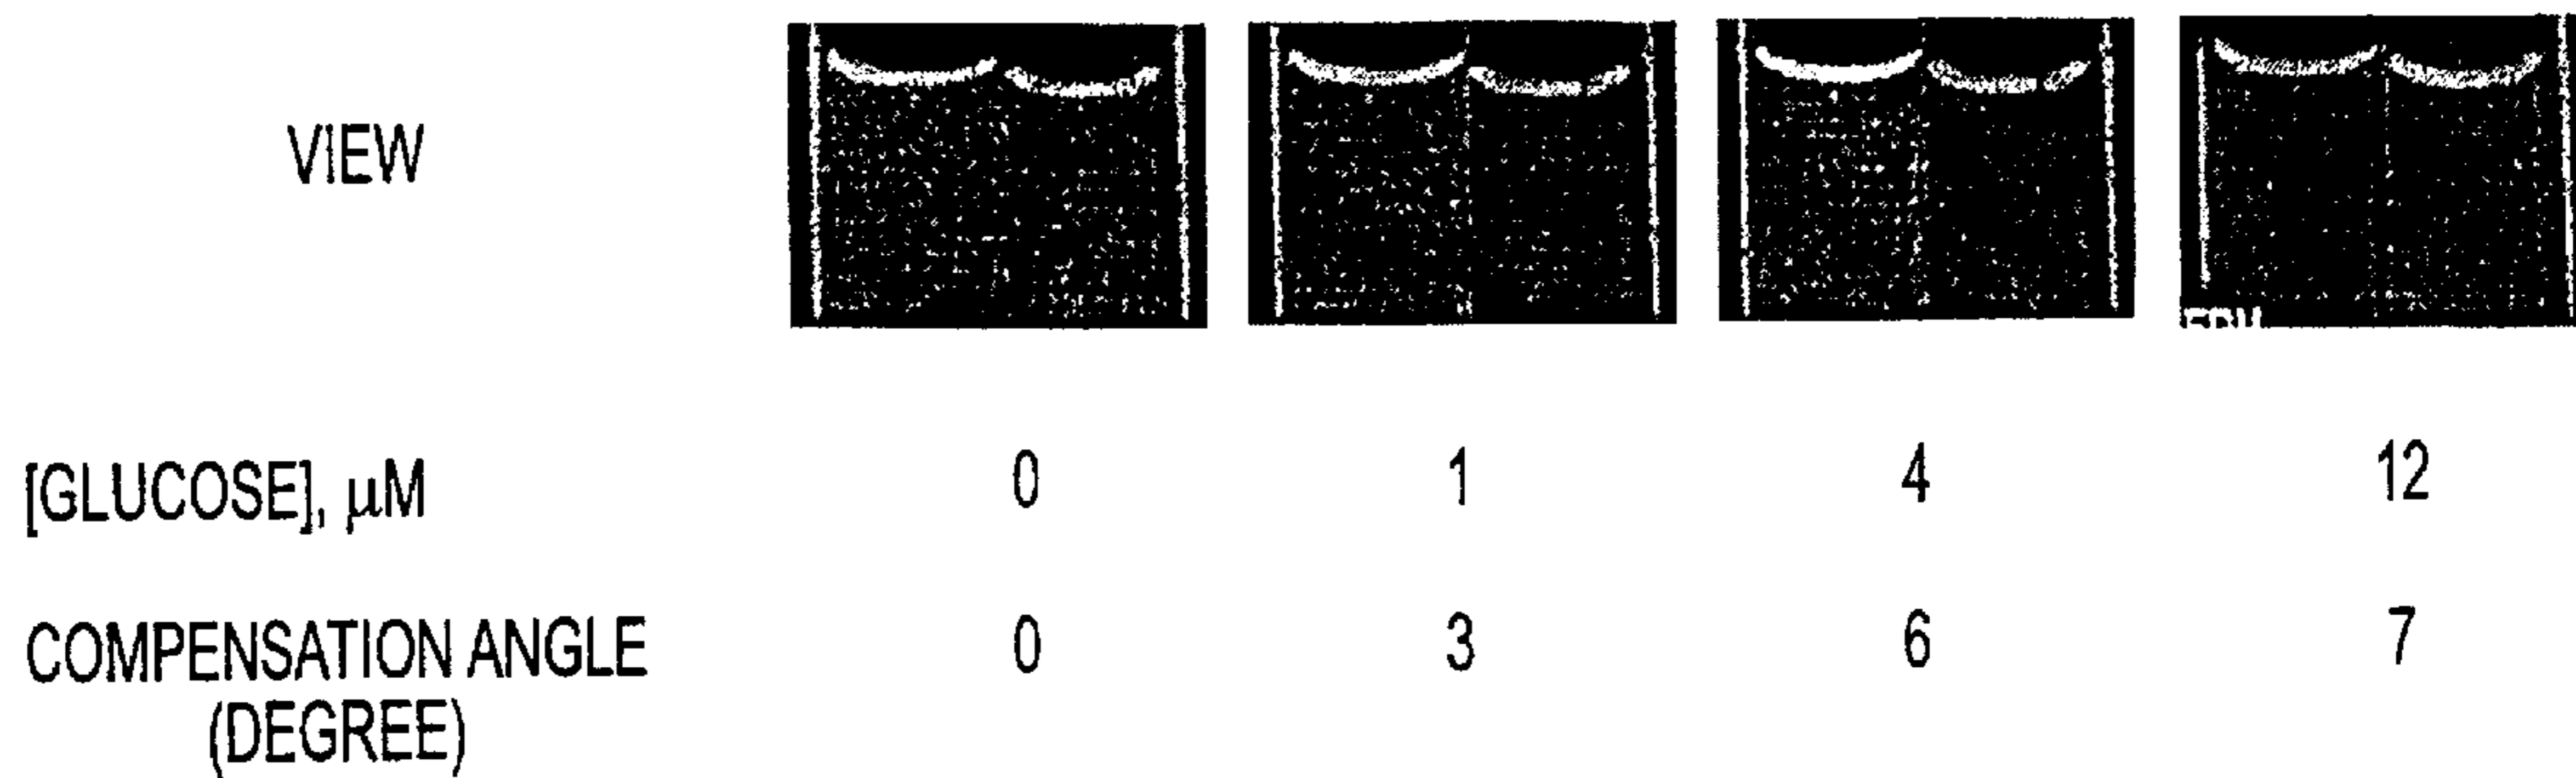 VIEW
[GLUCOSE], µM 0 1 4 12
COMPENSATION ANGLE 0 3 6 7
(DEGREE)